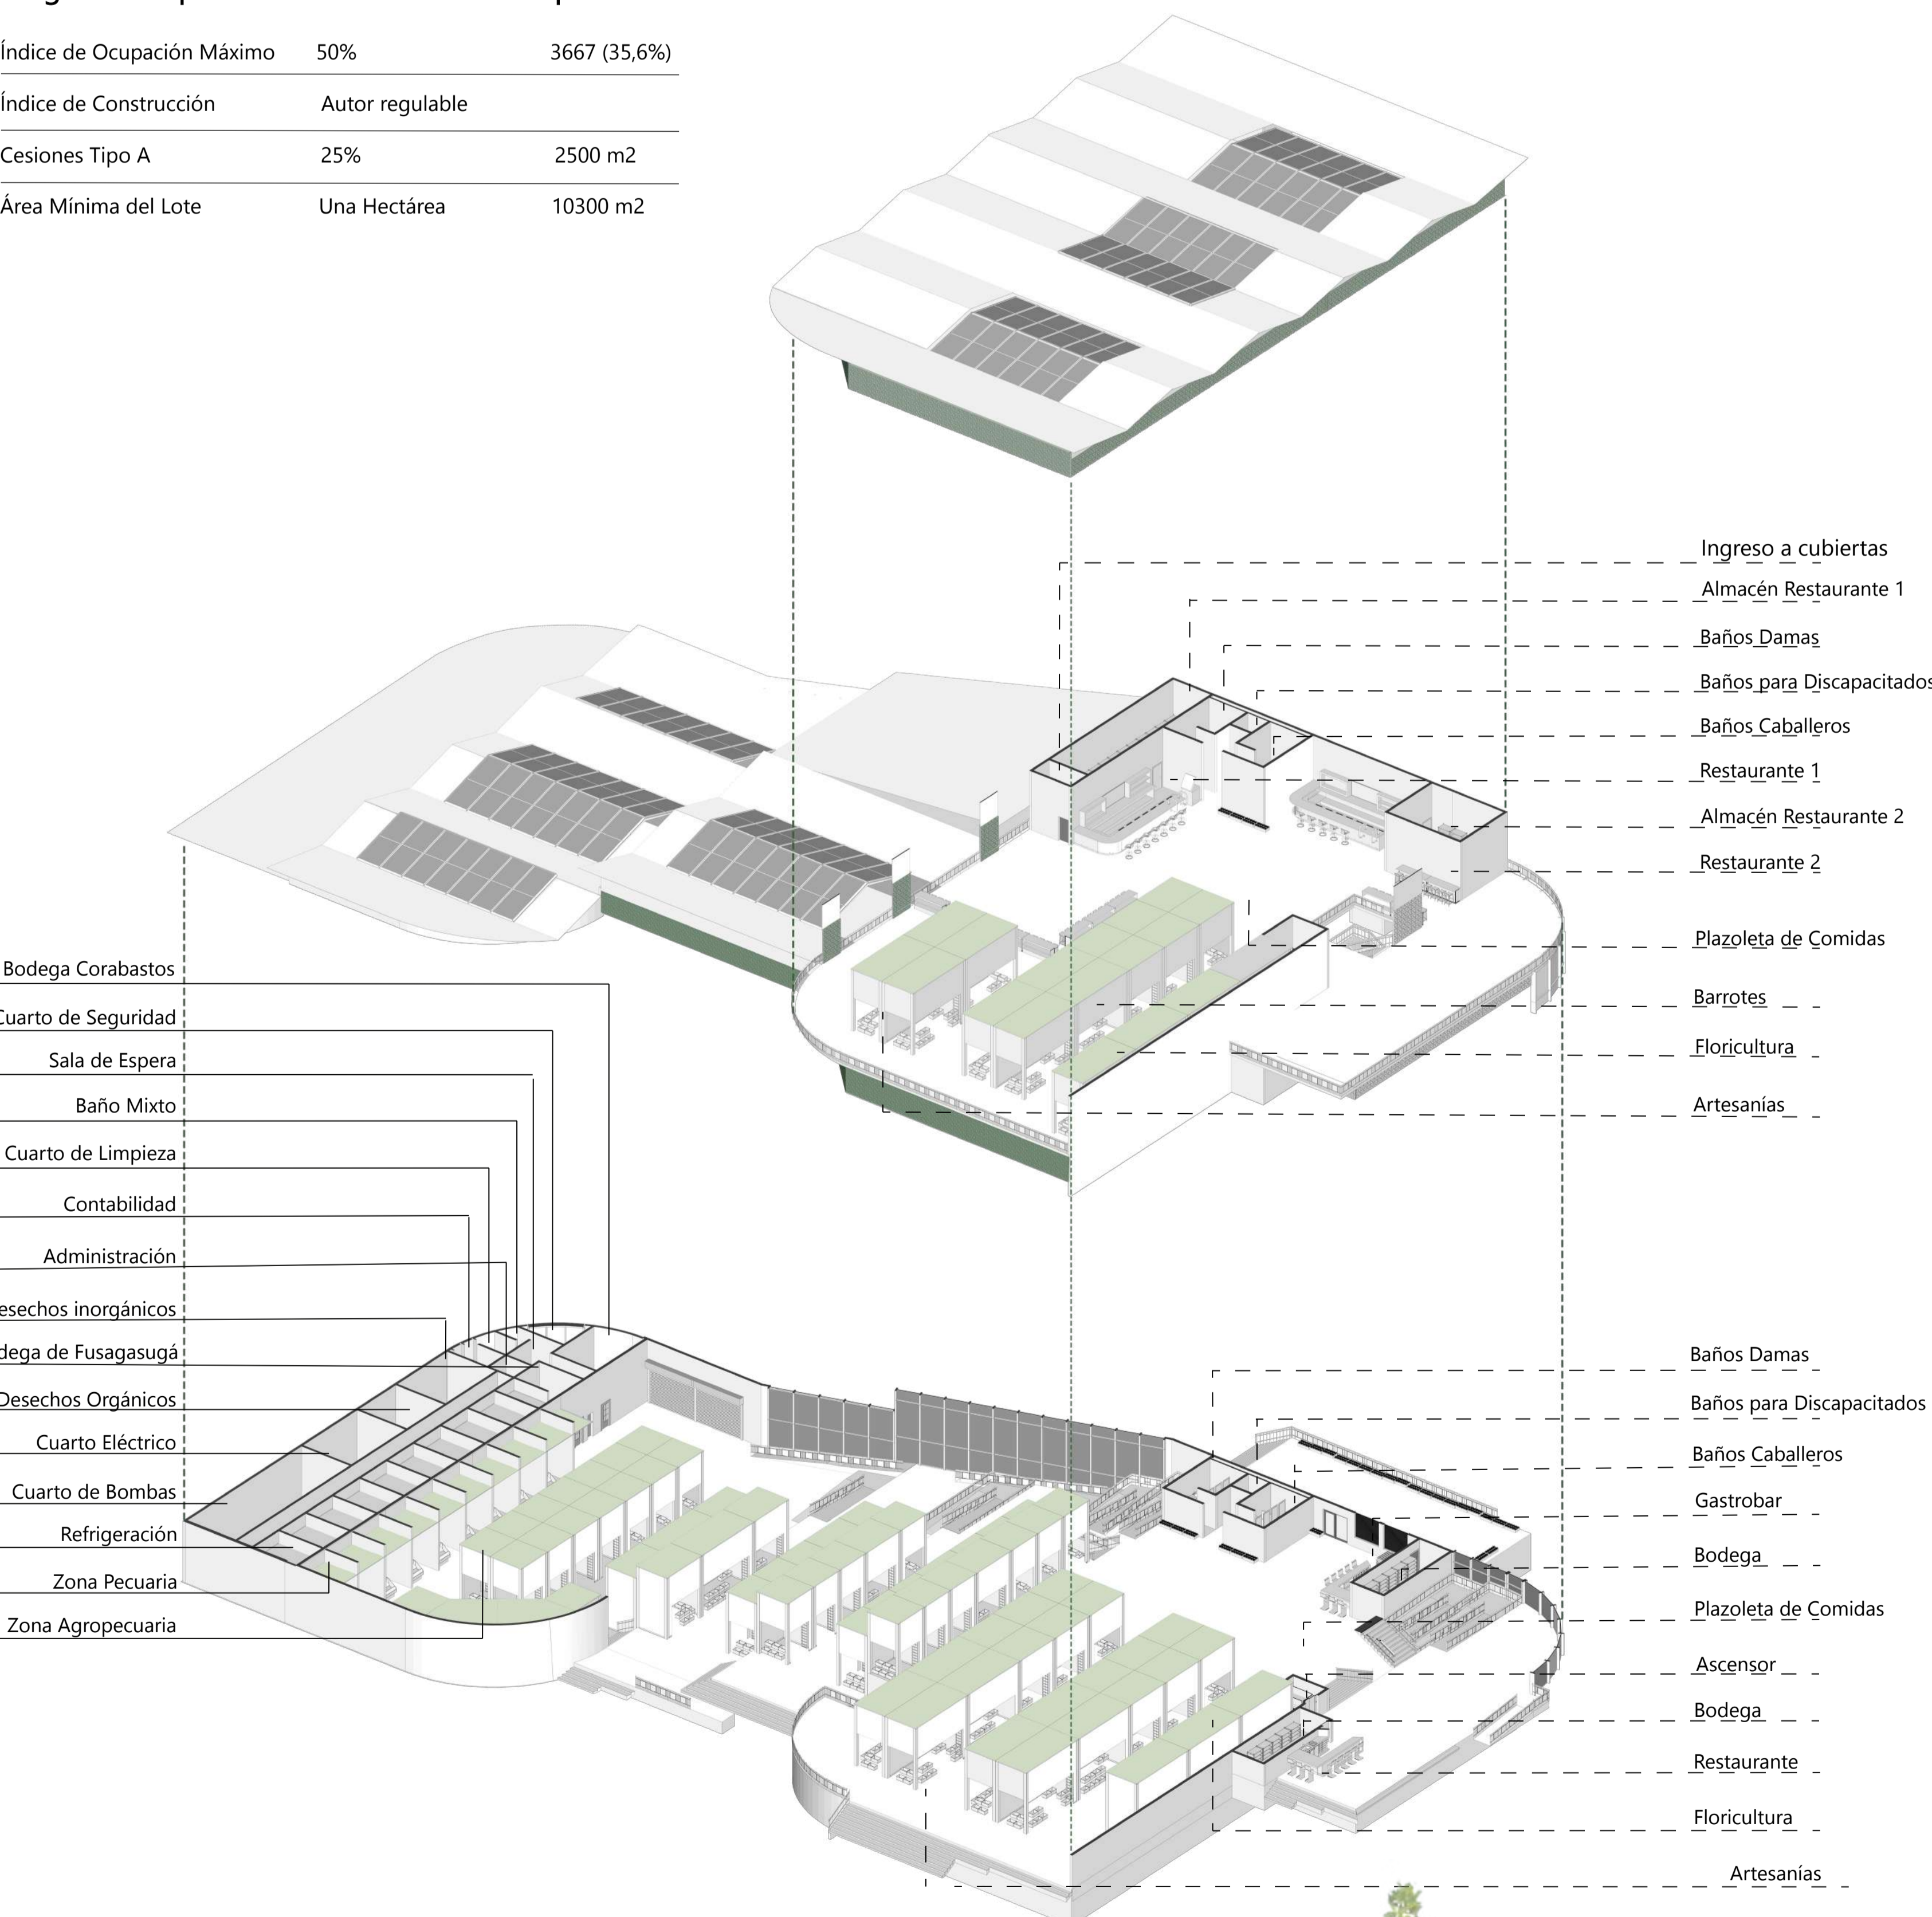 Índice de Ocupación Máximo 50% 3667 (35,6%)
Índice de Construcción Autor regulable
Cesiones Tipo A 25% 2500 m2
Área Mínima del Lote Una Hectárea 10300 m2
Ingreso a cubiertas
Almacén Restaurante 1
Baños Damas
Baños para Discapacitados
Baños Caballeros
Restaurante 1
Almacén Restaurante 2
Restaurante 2
Plazoleta de Comidas
Barrotes
Floricultura
Artesanías
Bodega Corabastos
Cuarto de Seguridad
Sala de Espera
Baño Mixto
Cuarto de Limpieza
Contabilidad
Administración
esechos inorgánicos
dega de Fusagasugá
Desechos Orgánicos
Cuarto Eléctrico
Cuarto de Bombas
Refrigeración
Zona Pecuaria
Zona Agropecuaria
Baños Damas
Baños para Discapacitados
Baños Caballeros
Gastrobar
Bodega
Plazoleta de Comidas
Ascensor
Bodega
Restaurante
Floricultura
Artesanías